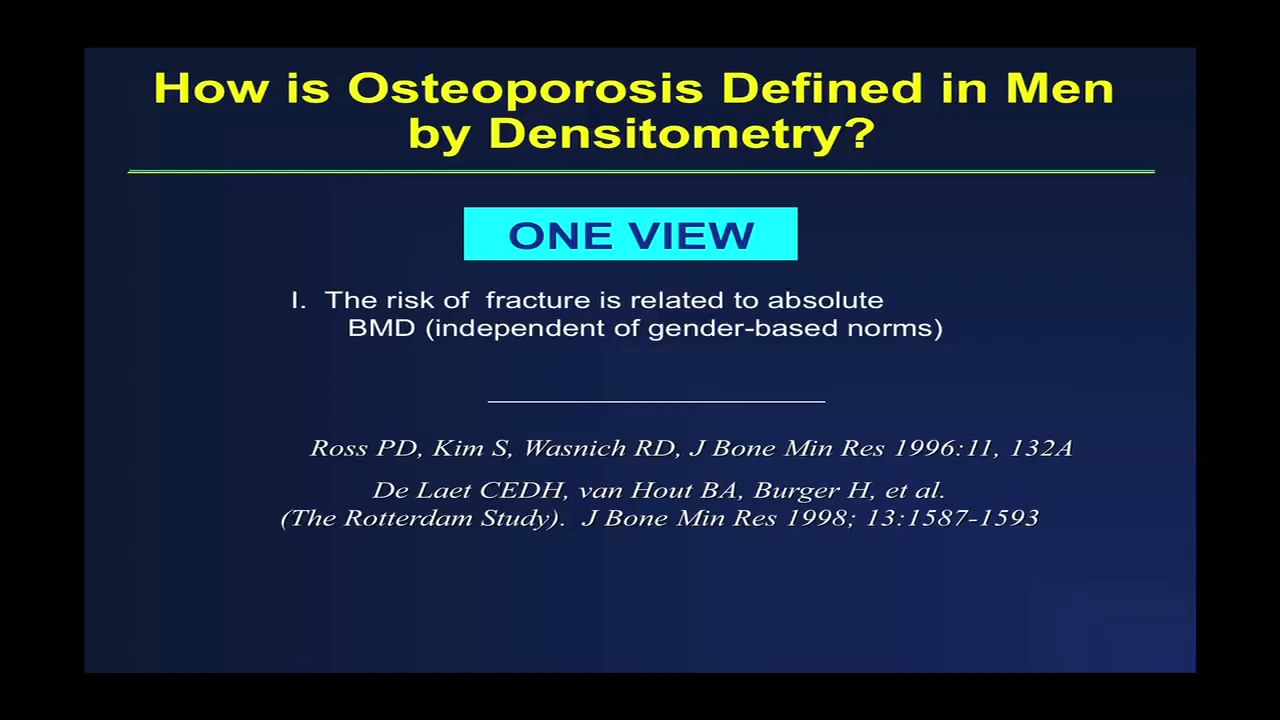 How is Osteoporosis Defined in Men
by Densitometry?
ONE VIEW
I. The risk of fracture is related to absolute
BMD (independent of gender-based norms)
Ross PD, Kim S, Wasnich RD, J Bone Min Res 1996:11, 132A
De Laet CEDH, van Hout BA, Burger H, et al.
(The Rotterdam Study). J Bone Min Res 1998; 13:1587-1593